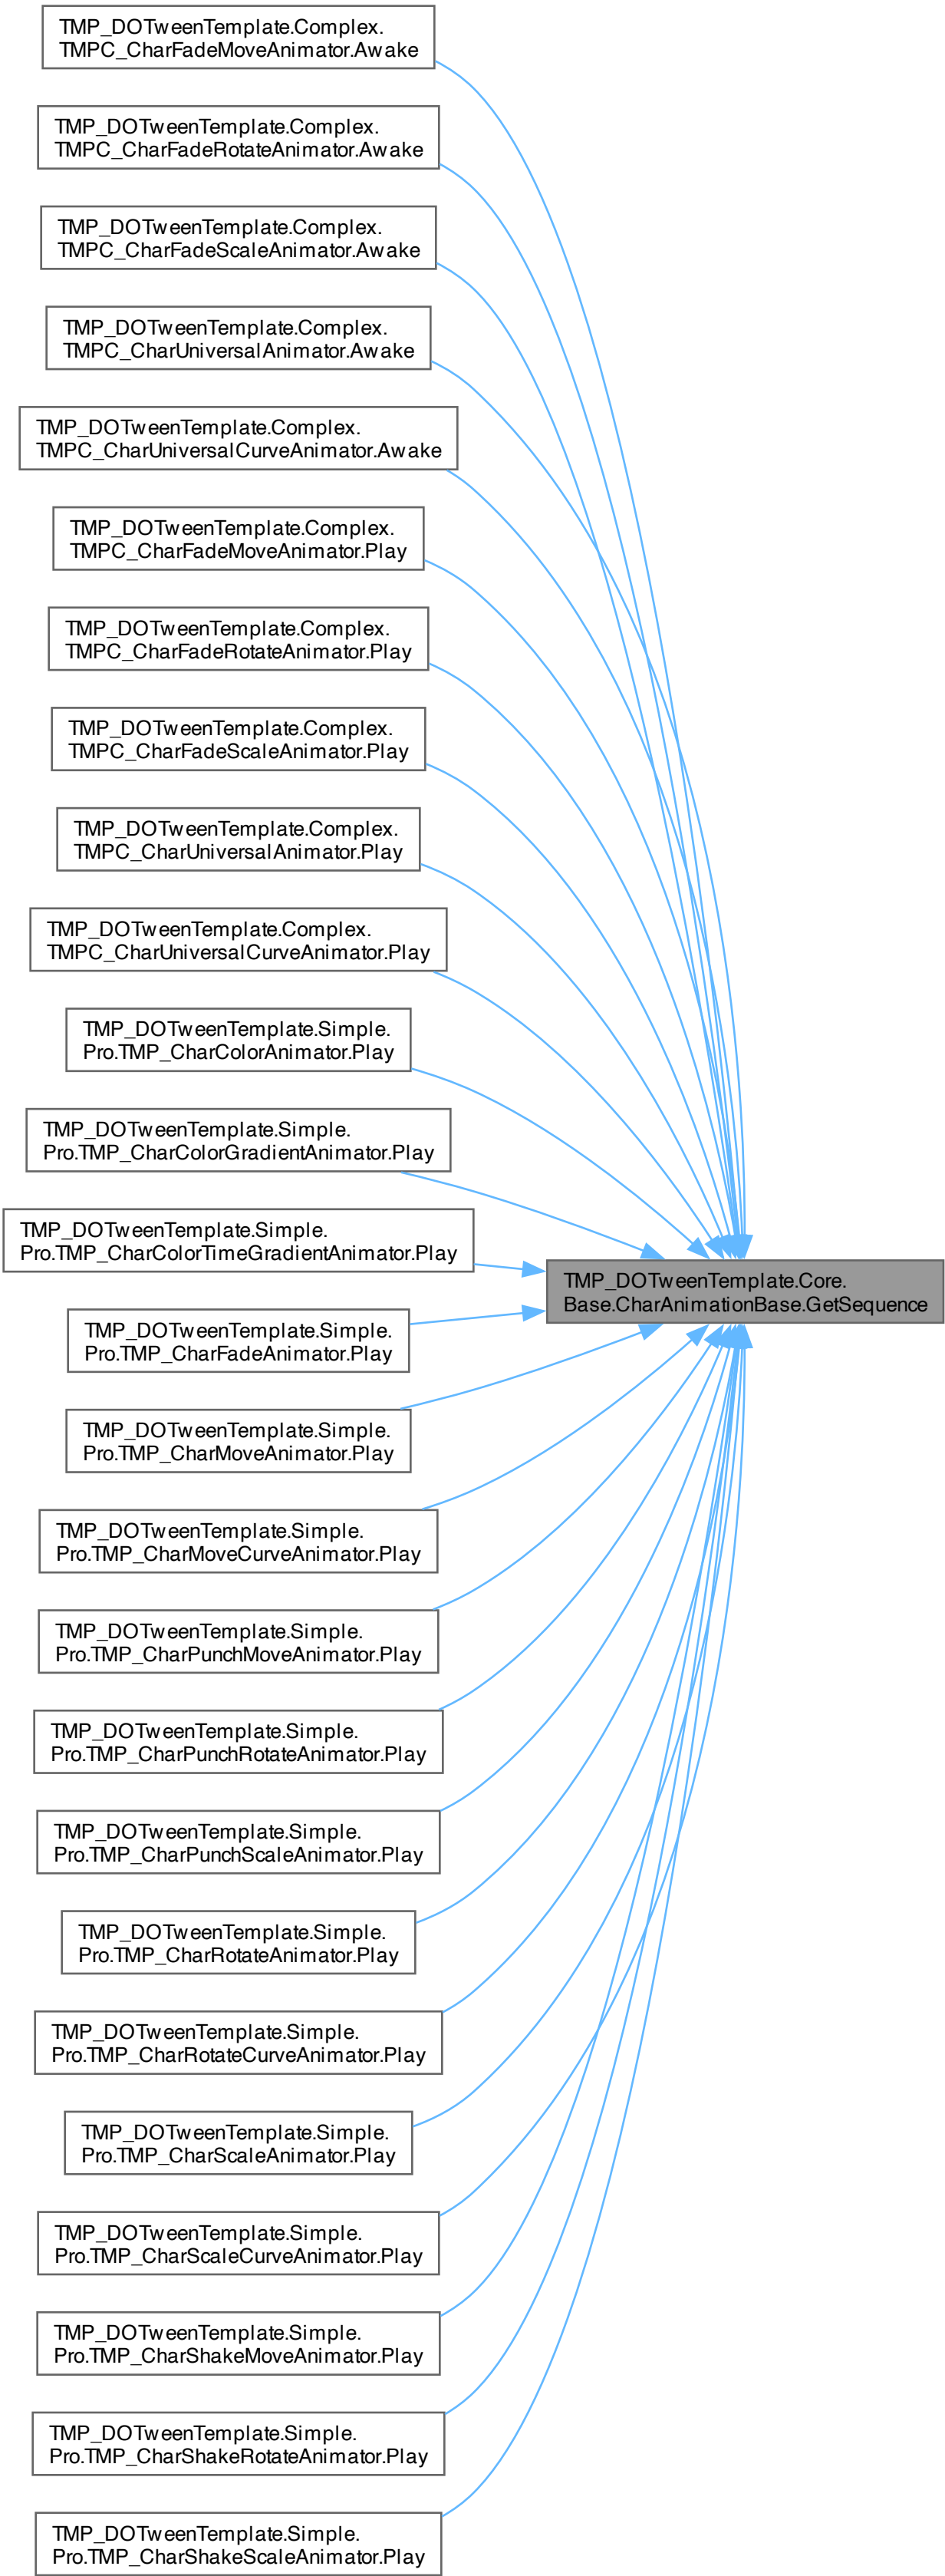 TMP_DOTweenTemplate.Complex.
TMPC_CharFadeMoveAnimator.Awake
TMP_DOTweenTemplate.Complex.
TMPC_CharFadeRotateAnimator.Awake
TMP_DOTweenTemplate.Complex.
TMPC_CharFadeScaleAnimator.Awake
TMP_DOTweenTemplate.Complex.
TMPC_CharUniversalAnimator.Awake
TMP_DOTweenTemplate.Complex.
TMPC_CharUniversalCurveAnimator.Awake
TMP_DOTweenTemplate.Complex.
TMPC_CharFadeMoveAnimator.Play
TMP_DOTweenTemplate.Complex.
TMPC_CharFadeRotateAnimator.Play
TMP_DOTweenTemplate.Complex.
TMPC_CharFadeScaleAnimator.Play
TMP_DOTweenTemplate.Complex.
TMPC_CharUniversalAnimator.Play
TMP_DOTweenTemplate.Complex.
TMPC_CharUniversalCurveAnimator.Play
TMP_DOTweenTemplate.Simple.
Pro.TMP_CharColorAnimator.Play
TMP_DOTweenTemplate.Simple.
Pro.TMP_CharColorGradientAnimator.Play
TMP_DOTweenTemplate.Simple.
Pro.TMP_CharColorTimeGradientAnimator.Play
TMP_DOTweenTemplate.Core.
Base.CharAnimationBase.GetSequence
TMP_DOTweenTemplate.Simple.
Pro.TMP_CharFadeAnimator.Play
TMP_DOTweenTemplate.Simple.
Pro.TMP_CharMoveAnimator.Play
TMP_DOTweenTemplate.Simple.
Pro.TMP_CharMoveCurveAnimator.Play
TMP_DOTweenTemplate.Simple.
Pro.TMP_CharPunchMoveAnimator.Play
TMP_DOTweenTemplate.Simple.
Pro.TMP_CharPunchRotateAnimator.Play
TMP_DOTweenTemplate.Simple.
Pro.TMP_CharPunchScaleAnimator.Play
TMP_DOTweenTemplate.Simple.
Pro.TMP_CharRotateAnimator.Play
TMP_DOTweenTemplate.Simple.
Pro.TMP_CharRotateCurveAnimator.Play
TMP_DOTweenTemplate.Simple.
Pro.TMP_CharScaleAnimator.Play
TMP_DOTweenTemplate.Simple.
Pro.TMP_CharScaleCurveAnimator.Play
TMP_DOTweenTemplate.Simple.
Pro.TMP_CharShakeMoveAnimator.Play
TMP_DOTweenTemplate.Simple.
Pro.TMP_CharShakeRotateAnimator.Play
TMP_DOTweenTemplate.Simple.
Pro.TMP_CharShakeScaleAnimator.Play